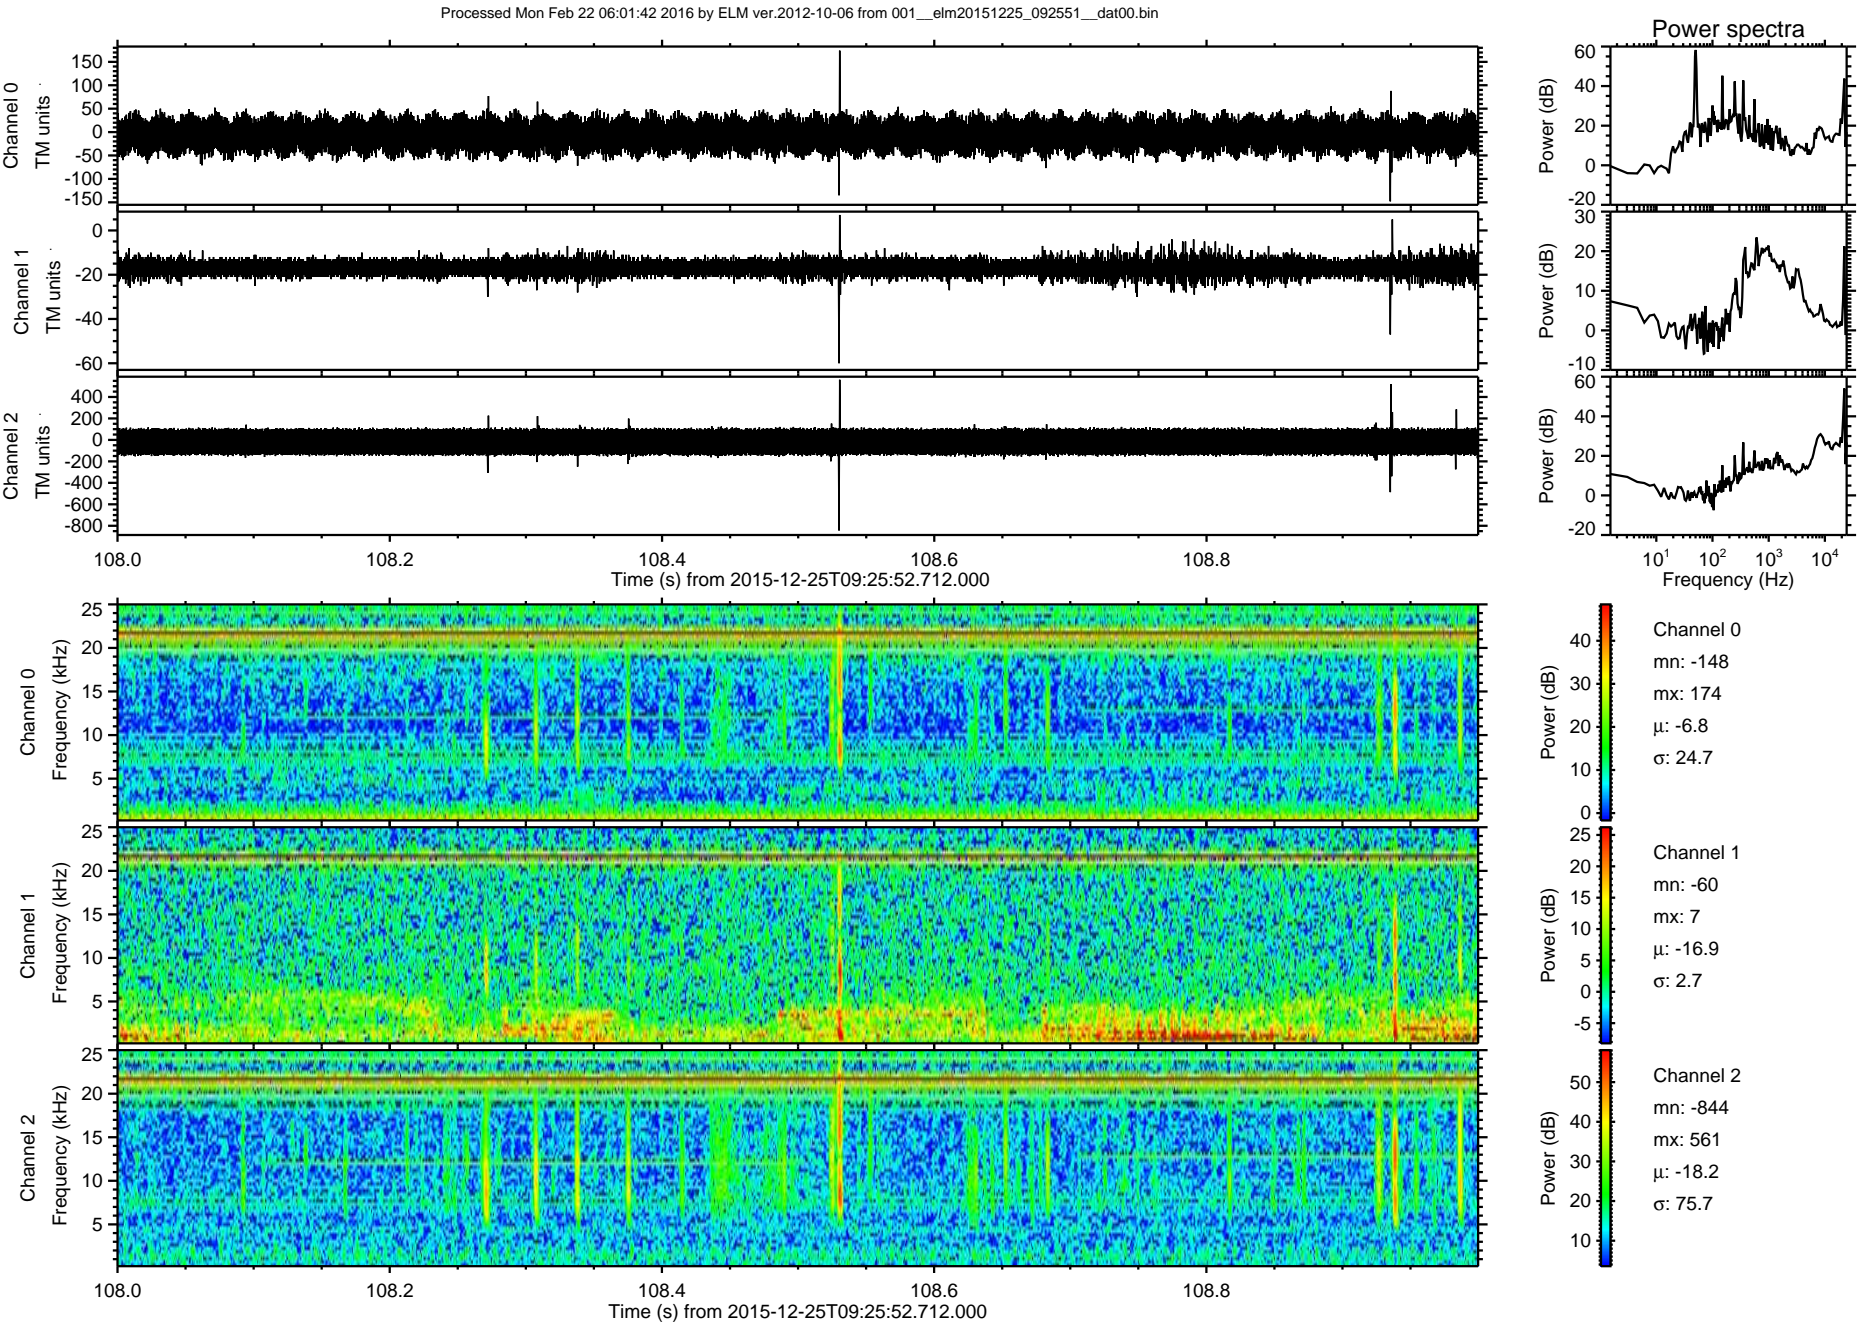 Processed Mon Feb 22 06:01:42 2016 by ELM ver.2012-10-06 from 001__elm20151225_092551__dat00.bin
Power spectra
Channel 0
TM units
150
100
50
0
-50
-100
-150
Power (dB)
60
40
20
0
-20
Channel 1
TM units
0
-20
-40
-60
Power (dB)
30
20
10
0
-10
Channel 2
TM units
400
200
0
-200
-400
-600
-800
Power (dB)
60
40
20
0
-20
108.0 108.2 108.4 108.6 108.8
Time (s) from 2015-12-25T09:25:52.712.000
10^1 10^2 10^3 10^4
Frequency (Hz)
Channel 0
Frequency (kHz)
25
20
15
10
5
Power (dB)
40
30
20
10
0
Channel 0
mn: -148
mx: 174
μ: -6.8
σ: 24.7
Channel 1
Frequency (kHz)
25
20
15
10
5
Power (dB)
25
20
15
10
5
0
-5
Channel 1
mn: -60
mx: 7
μ: -16.9
σ: 2.7
Channel 2
Frequency (kHz)
25
20
15
10
5
Power (dB)
50
40
30
20
10
Channel 2
mn: -844
mx: 561
μ: -18.2
σ: 75.7
108.0 108.2 108.4 108.6 108.8
Time (s) from 2015-12-25T09:25:52.712.000